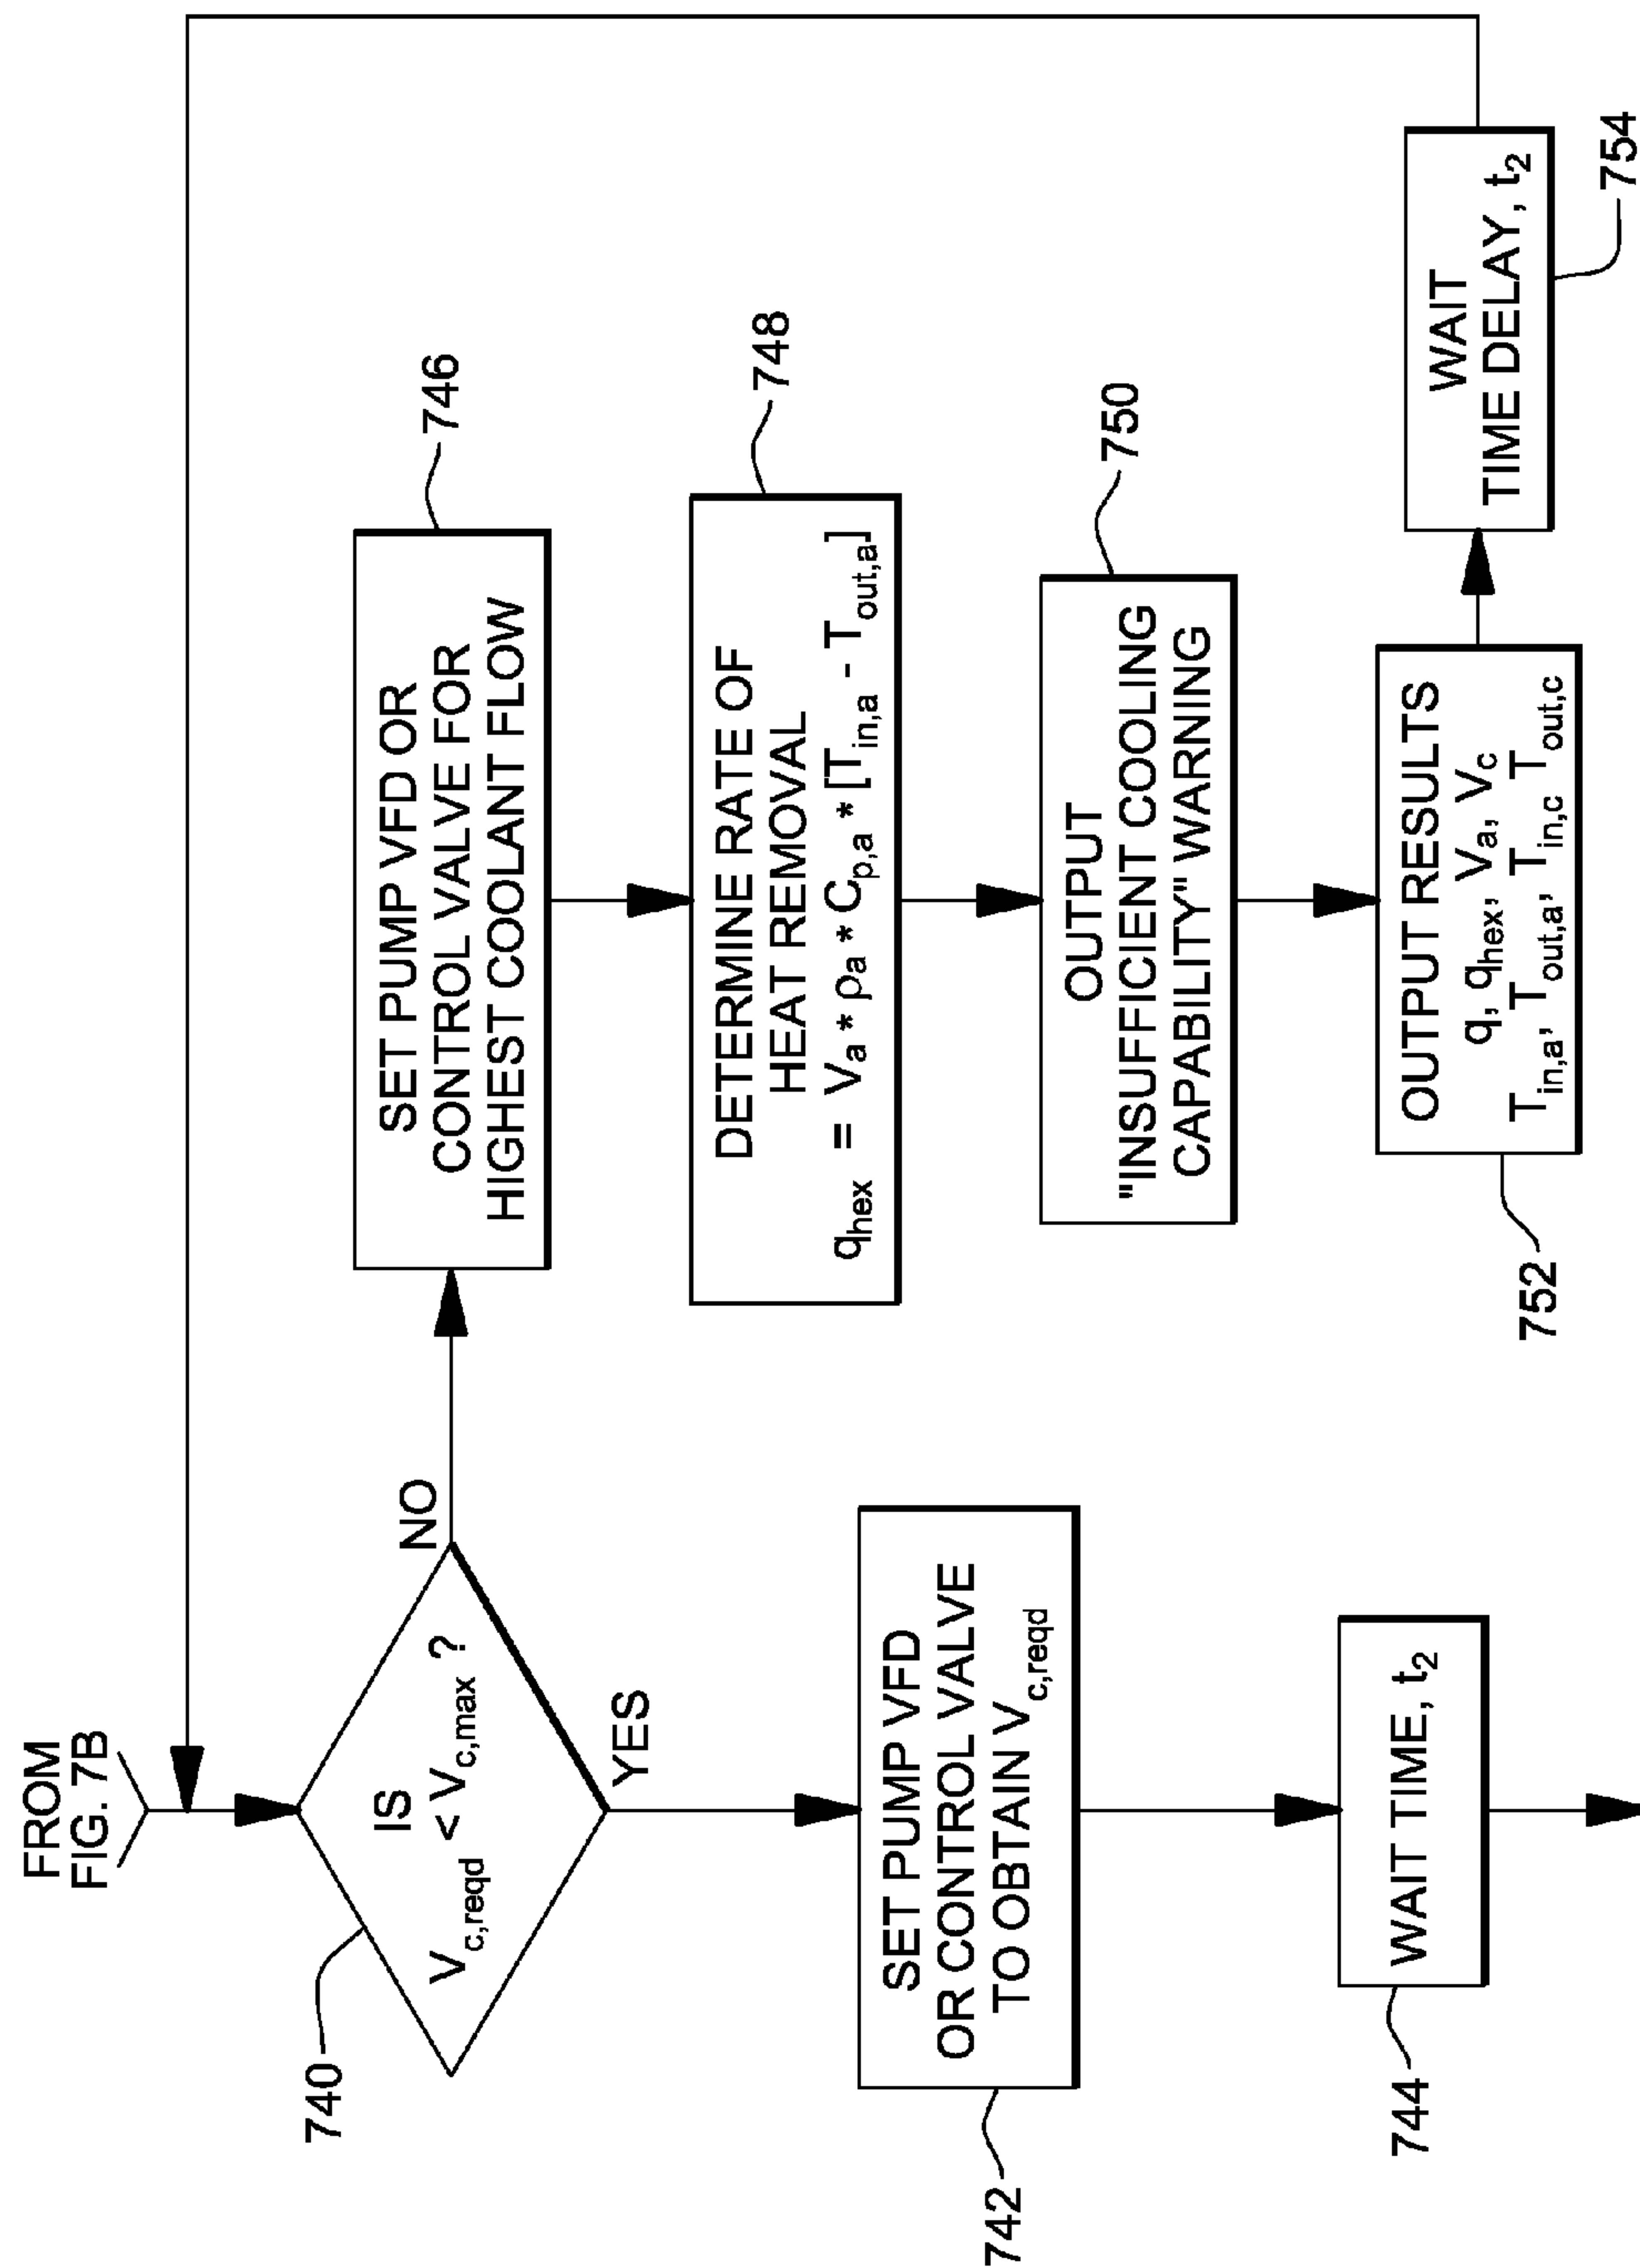 FROM
FIG. 7B
740
IS
V_c,reqd < V_c,max ?
NO
YES
742
SET PUMP VFD
OR CONTROL VALVE
TO OBTAIN V_c,reqd
744
WAIT TIME, t₂
746
SET PUMP VFD OR
CONTROL VALVE FOR
HIGHEST COOLANT FLOW
748
DETERMINE RATE OF
HEAT REMOVAL
q_hex = V_a * ρ_a * C_p,a * [T_in,a - T_out,a]
750
OUTPUT
"INSUFFICIENT COOLING
CAPABILITY" WARNING
752
OUTPUT RESULTS
q, q_hex, V_a, V_c
T_in,a, T_out,a, T_in,c T_out,c
754
WAIT
TIME DELAY, t₂